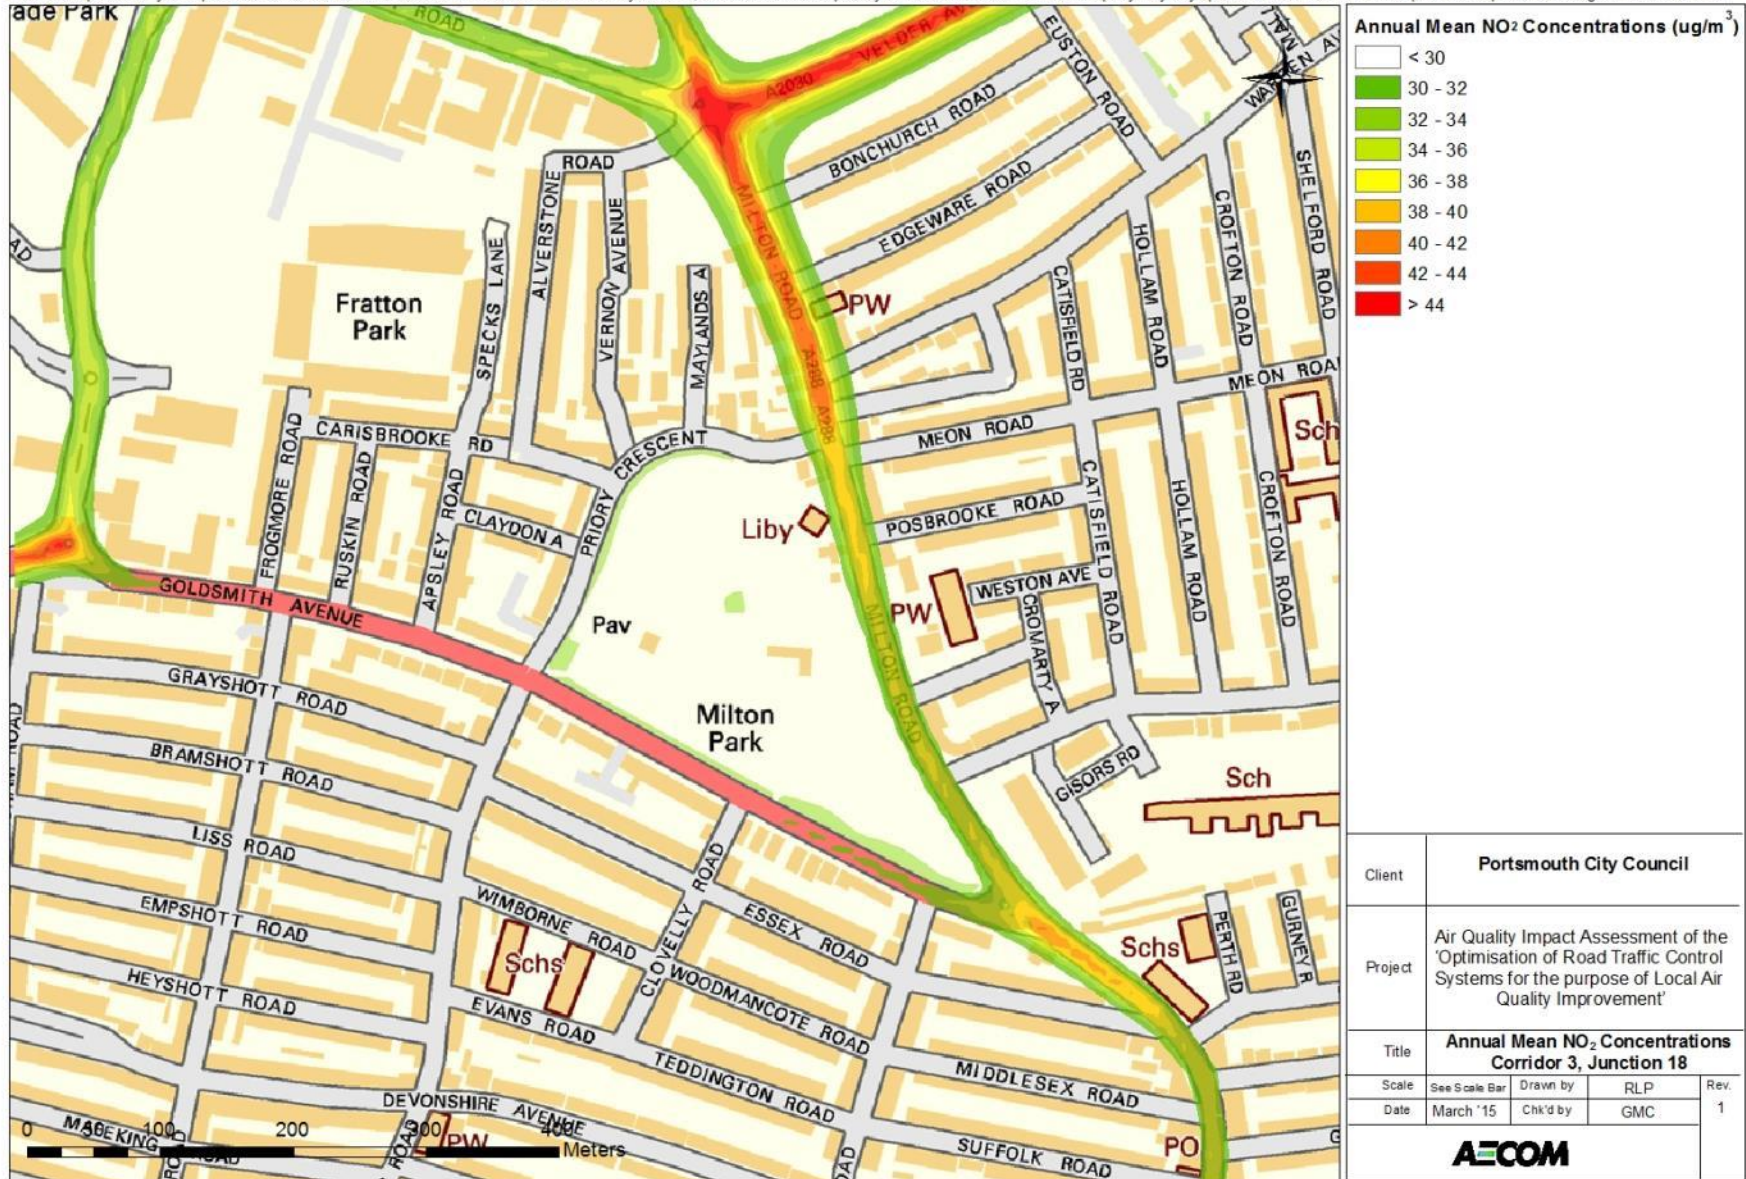 ade Park
ROAD
A2030
VELDER
EUSTON ROAD
BONCHURCH ROAD
EDGEWARE ROAD
SHELFORD ROAD
CROFTON ROAD
HOLLAM ROAD
CATISFIELD RD
ROAD
ALVERSTONE
VERNON AVENUE
SPECKS LANE
MAYLANDS A
MILTON ROAD
A288
A288
PW
Fratton
Park
MEON ROAD
MEON ROA
Sch
CARISBROOKE RD
PRIORY CRESCENT
FROGMORE ROAD
RUSKIN ROAD
APSLEY ROAD
CLAYDON A
Liby
POSBROOKE ROAD
CATISFIELD ROAD
HOLLAM ROAD
CROFTON ROAD
WESTON AVE
CROMARTY A
PW
GOLDSMITH AVENUE
Pav
MILTON ROAD
Milton
Park
GRAYSHOTT ROAD
BRAMSHOTT ROAD
GISORS RD
Sch
LISS ROAD
EMPSHOTT ROAD
WIMBORNE ROAD
CLOVELLY ROAD
ESSEX ROAD
Schs
Schs
PERTH RD
GURNEY R
HEYSHOTT ROAD
EVANS ROAD
WOODMANCOTE ROAD
TEDDINGTON ROAD
MIDDLESEX ROAD
DEVONSHIRE AVENUE
SUFFOLK ROAD
PO
PW
ROAD
0 50 100 200 300 400
Meters
Annual Mean NO2 Concentrations (ug/m3)
< 30
30 - 32
32 - 34
34 - 36
36 - 38
38 - 40
40 - 42
42 - 44
> 44
Client
Portsmouth City Council
Project
Air Quality Impact Assessment of the
'Optimisation of Road Traffic Control
Systems for the purpose of Local Air
Quality Improvement'
Title
Annual Mean NO2 Concentrations
Corridor 3, Junction 18
Scale See Scale Bar Drawn by RLP Rev.
Date March '15 Chk'd by GMC 1
AECOM